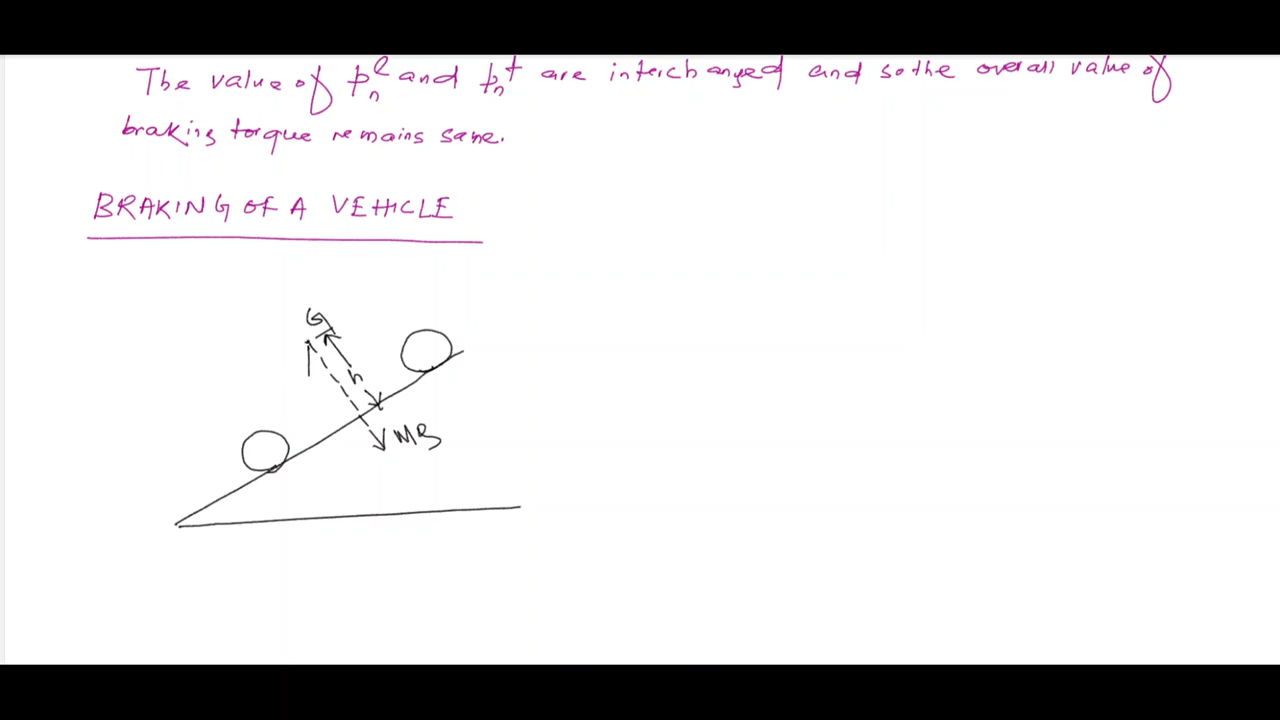 The value of pₙˡ and pₙᵗ are interchanged and so the overall value of
braking torque remains same.
BRAKING OF A VEHICLE
G
h